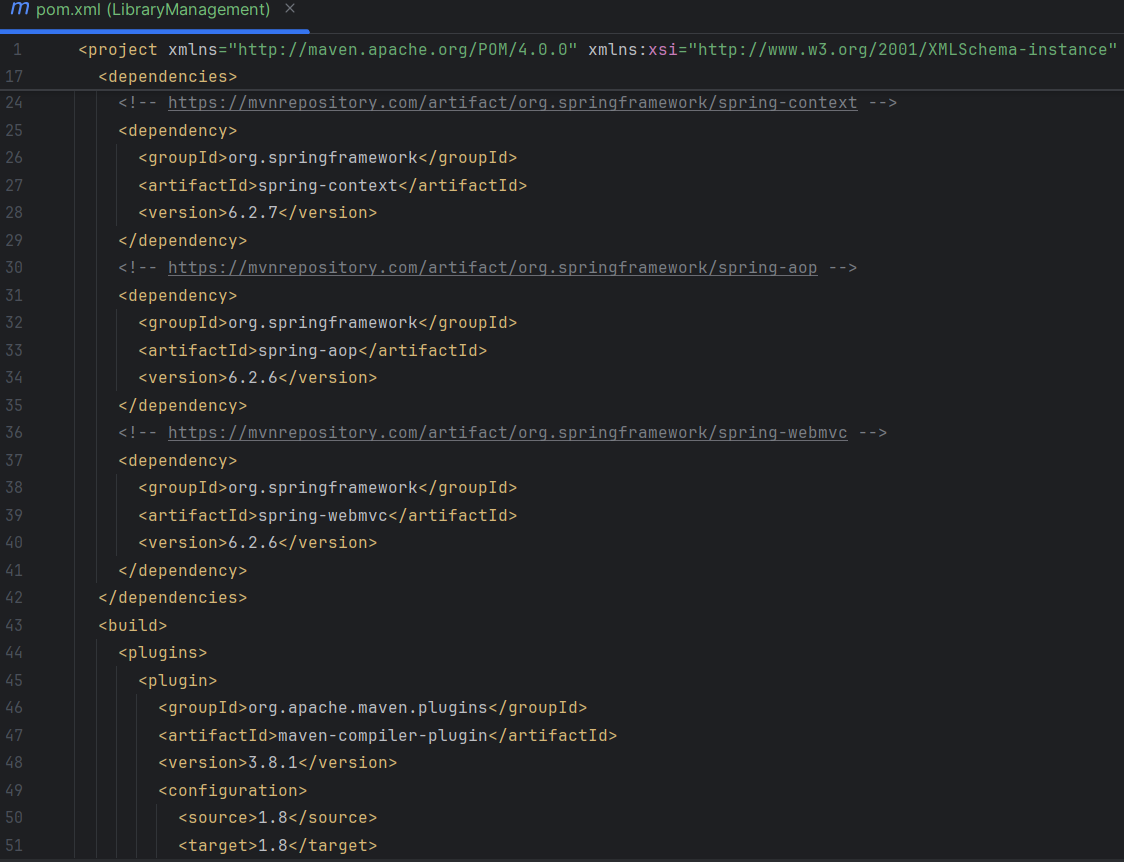 m pom.xml (LibraryManagement) ×
1 <project xmlns="http://maven.apache.org/POM/4.0.0" xmlns:xsi="http://www.w3.org/2001/XMLSchema-instance"
17 <dependencies>
24 <!-- https://mvnrepository.com/artifact/org.springframework/spring-context -->
25 <dependency>
26 <groupId>org.springframework</groupId>
27 <artifactId>spring-context</artifactId>
28 <version>6.2.7</version>
29 </dependency>
30 <!-- https://mvnrepository.com/artifact/org.springframework/spring-aop -->
31 <dependency>
32 <groupId>org.springframework</groupId>
33 <artifactId>spring-aop</artifactId>
34 <version>6.2.6</version>
35 </dependency>
36 <!-- https://mvnrepository.com/artifact/org.springframework/spring-webmvc -->
37 <dependency>
38 <groupId>org.springframework</groupId>
39 <artifactId>spring-webmvc</artifactId>
40 <version>6.2.6</version>
41 </dependency>
42 </dependencies>
43 <build>
44 <plugins>
45 <plugin>
46 <groupId>org.apache.maven.plugins</groupId>
47 <artifactId>maven-compiler-plugin</artifactId>
48 <version>3.8.1</version>
49 <configuration>
50 <source>1.8</source>
51 <target>1.8</target>